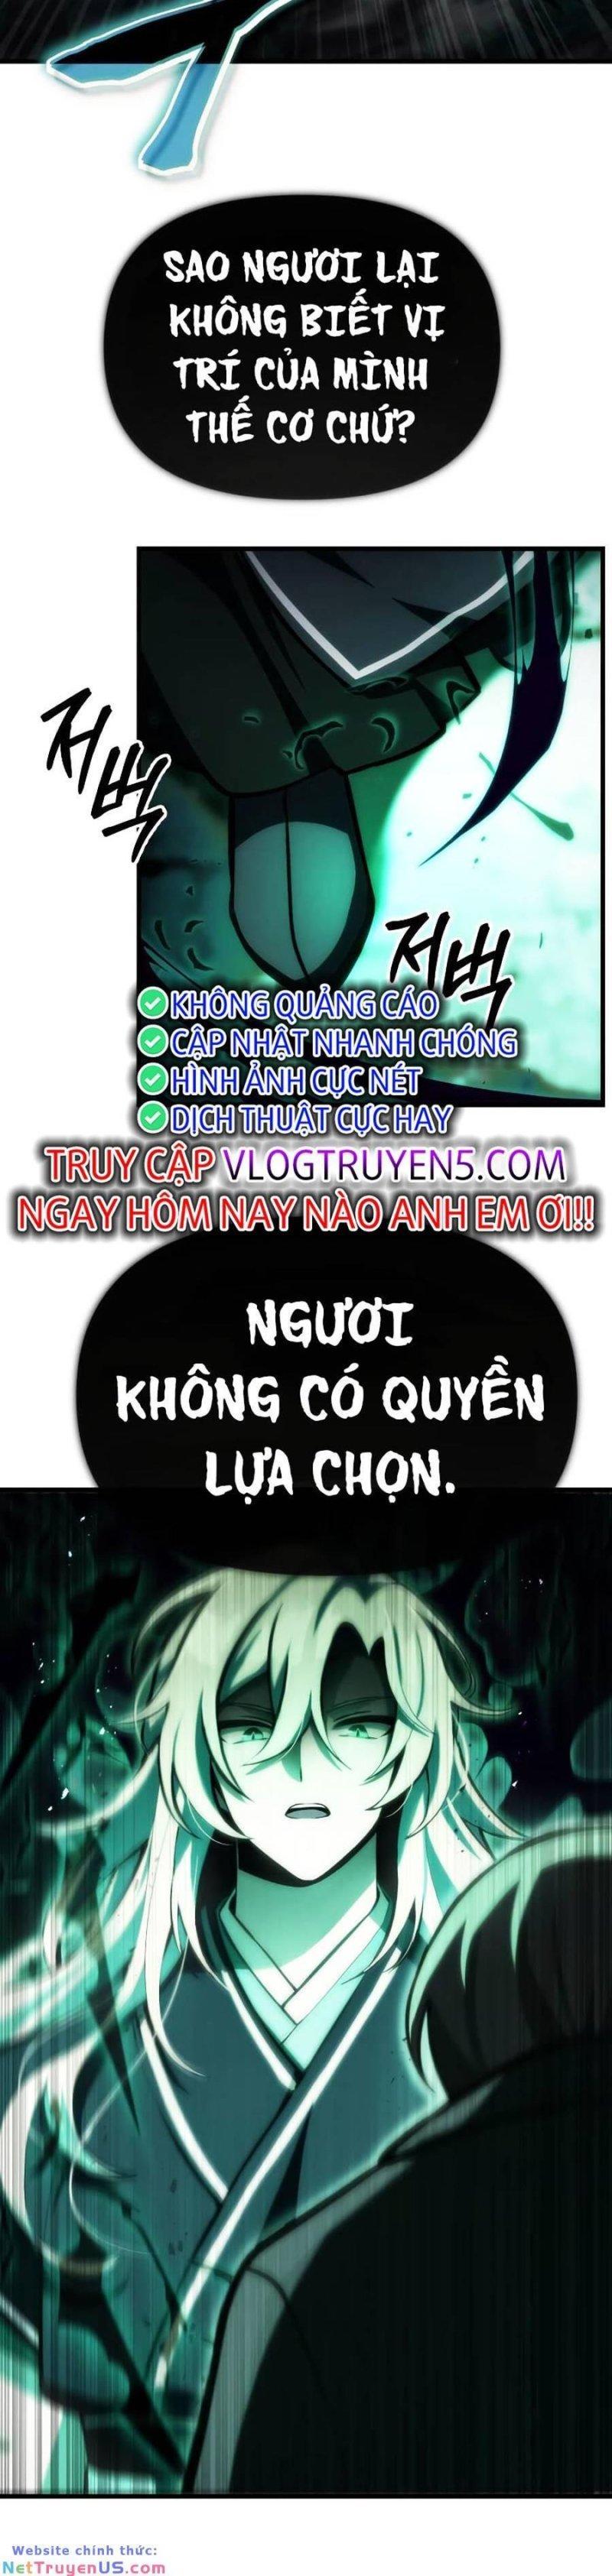 SAO NGƯƠI LẠI
KHÔNG BIẾT VỊ
TRÍ CỦA MÌNH
THẾ CƠ CHỨ?
저벅
저벅
KHÔNG QUẢNG CÁO
CẬP NHẬT NHANH CHÓNG
HÌNH ẢNH CỰC NÉT
DỊCH THUẬT CỰC HAY
TRUY CẬP VLOGTRUYEN5.COM
NGAY HÔM NAY NÀO ANH EM ƠI!!
NGƯƠI
KHÔNG CÓ QUYỀN
LỰA CHỌN.
Website chính thức:
NetTruyenUS.com